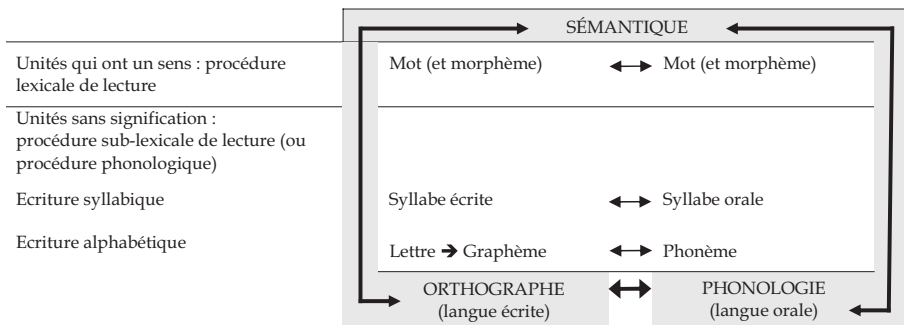 SÉMANTIQUE
Unités qui ont un sens : procédure
lexicale de lecture
Mot (et morphème) Mot (et morphème)
Unités sans signification :
procédure sub-lexicale de lecture (ou
procédure phonologique)
Ecriture syllabique Syllabe écrite Syllabe orale
Ecriture alphabétique Lettre ➔ Graphème Phonème
ORTHOGRAPHE PHONOLOGIE
(langue écrite) (langue orale)